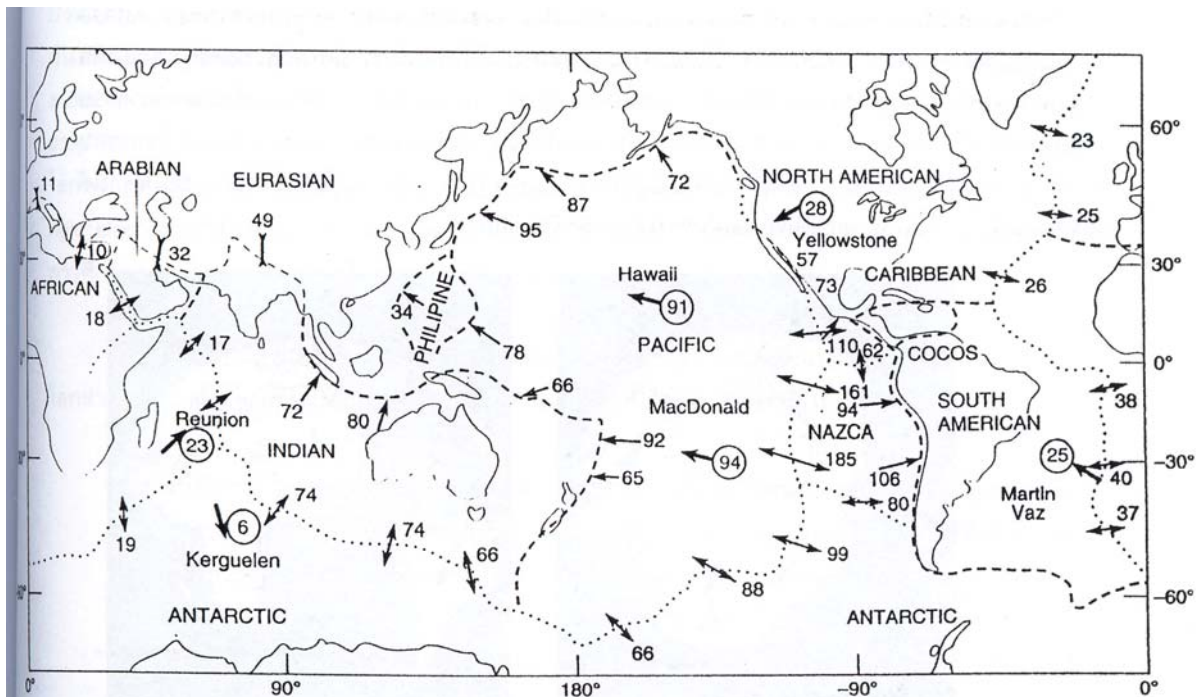 60°
23
ARABIAN
NORTH AMERICAN
11
EURASIAN
72
87
28
25
49
95
Yellowstone
10
32
57
30°
Hawaii
73
CARIBBEAN
26
AFRICAN
34
91
18
PHILIPINE
17
78
PACIFIC
110
62
COCOS
0°
72
66
MacDonald
161
38
80
94
SOUTH
AMERICAN
Reunion
92
NAZCA
23
INDIAN
94
185
25
-30°
65
106
40
74
Martin
Vaz
80
37
6
74
19
66
99
Kerguelen
88
-60°
ANTARCTIC
ANTARCTIC
66
0°
90°
180°
-90°
0°